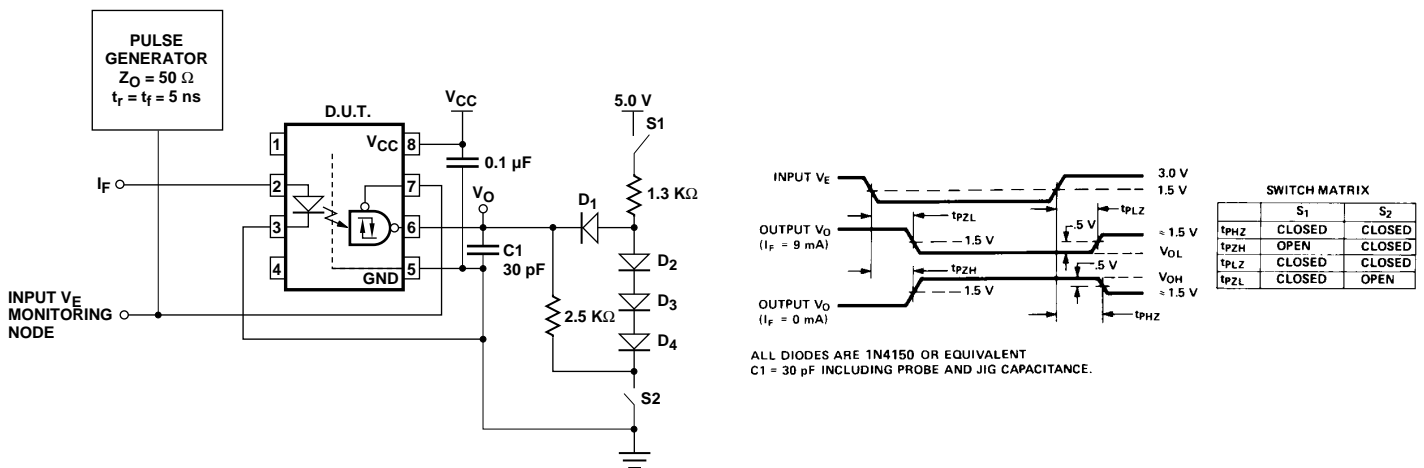 PULSE
GENERATOR
Z_O = 50 Ω
t_r = t_f = 5 ns
D.U.T.
V_CC
5.0 V
S1
1
V_CC 8
0.1 µF
I_F
2
7
V_O
D_1
1.3 KΩ
3
6
C1
30 pF
D_2
4
GND 5
D_3
2.5 KΩ
D_4
INPUT V_E
MONITORING
NODE
S2
INPUT V_E
3.0 V
1.5 V
t_PZL
t_PLZ
OUTPUT V_O
(I_F = 9 mA)
1.5 V
.5 V
≈ 1.5 V
V_OL
t_PZH
.5 V
V_OH
OUTPUT V_O
(I_F = 0 mA)
1.5 V
≈ 1.5 V
t_PHZ
ALL DIODES ARE 1N4150 OR EQUIVALENT
C1 = 30 pF INCLUDING PROBE AND JIG CAPACITANCE.
SWITCH MATRIX
S_1 S_2
t_PHZ CLOSED CLOSED
t_PZH OPEN CLOSED
t_PLZ CLOSED CLOSED
t_PZL CLOSED OPEN